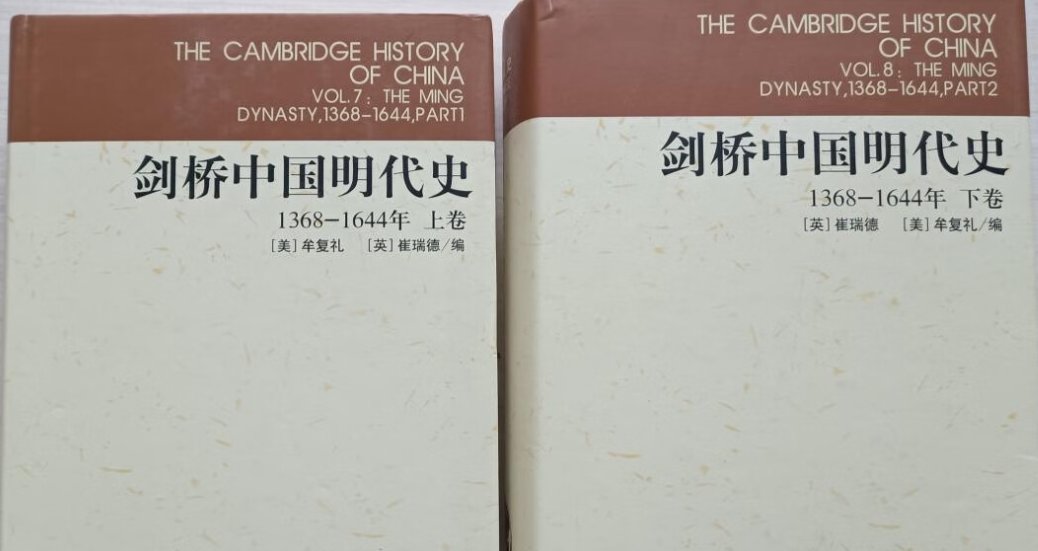 THE CAMBRIDGE HISTORY
OF CHINA
VOL.7：THE MING
DYNASTY,1368-1644,PART1
剑桥中国明代史
1368-1644年 上卷
[美]牟复礼 [英]崔瑞德/编
THE CAMBRIDGE HISTORY
OF CHINA
VOL.8：THE MING
DYNASTY,1368-1644,PART2
剑桥中国明代史
1368-1644年 下卷
[英]崔瑞德 [美]牟复礼/编